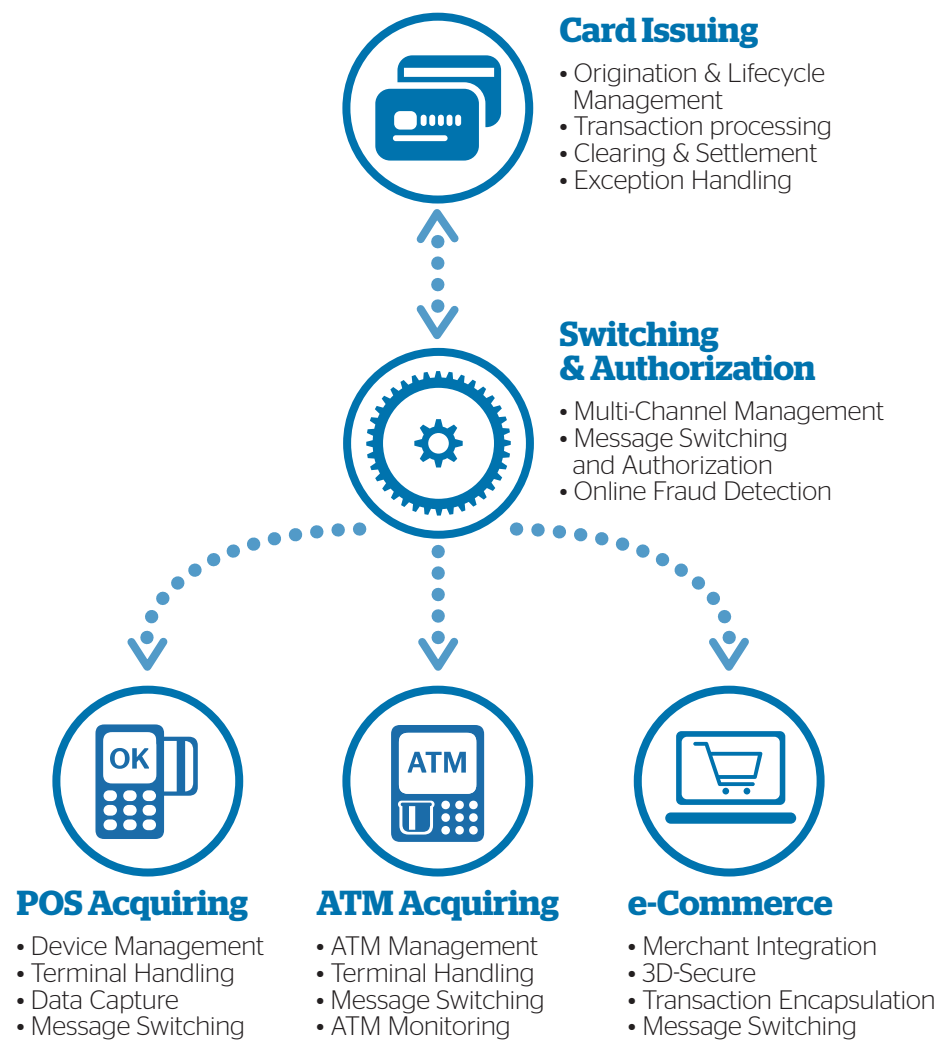 Card Issuing
• Origination & Lifecycle
Management
• Transaction processing
• Clearing & Settlement
• Exception Handling
Switching
& Authorization
• Multi-Channel Management
• Message Switching
and Authorization
• Online Fraud Detection
OK
ATM
POS Acquiring
• Device Management
• Terminal Handling
• Data Capture
• Message Switching
ATM Acquiring
• ATM Management
• Terminal Handling
• Message Switching
• ATM Monitoring
e-Commerce
• Merchant Integration
• 3D-Secure
• Transaction Encapsulation
• Message Switching